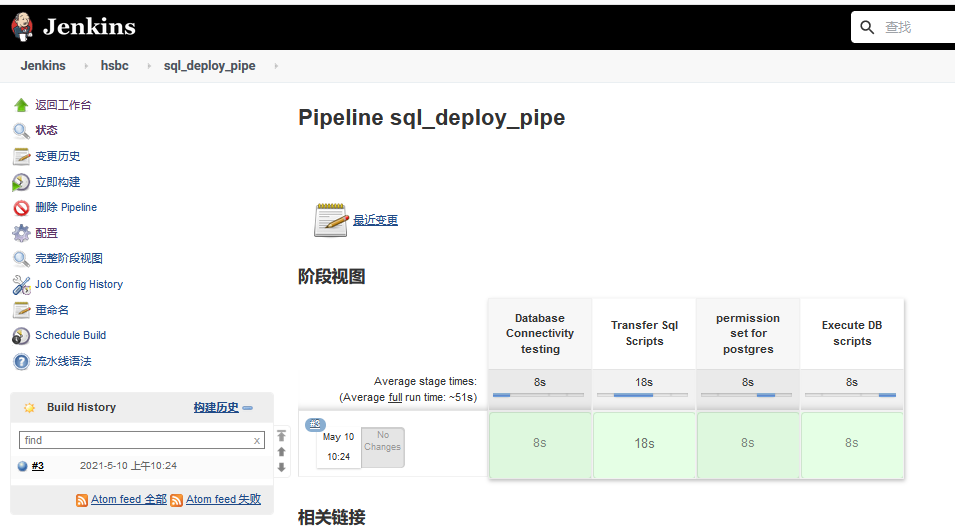 Jenkins
查找
Jenkins
hsbc
sql_deploy_pipe
返回工作台
状态
变更历史
立即构建
删除 Pipeline
配置
完整阶段视图
Job Config History
重命名
Schedule Build
流水线语法
Build History
构建历史
find
x
#3
2021-5-10 上午10:24
Atom feed 全部
Atom feed 失败
Pipeline sql_deploy_pipe
最近变更
阶段视图
Database
Connectivity
testing
Transfer Sql
Scripts
permission
set for
postgres
Execute DB
scripts
Average stage times:
(Average full run time: ~51s)
8s
18s
8s
8s
#3
May 10
10:24
No
Changes
8s
18s
8s
8s
相关链接